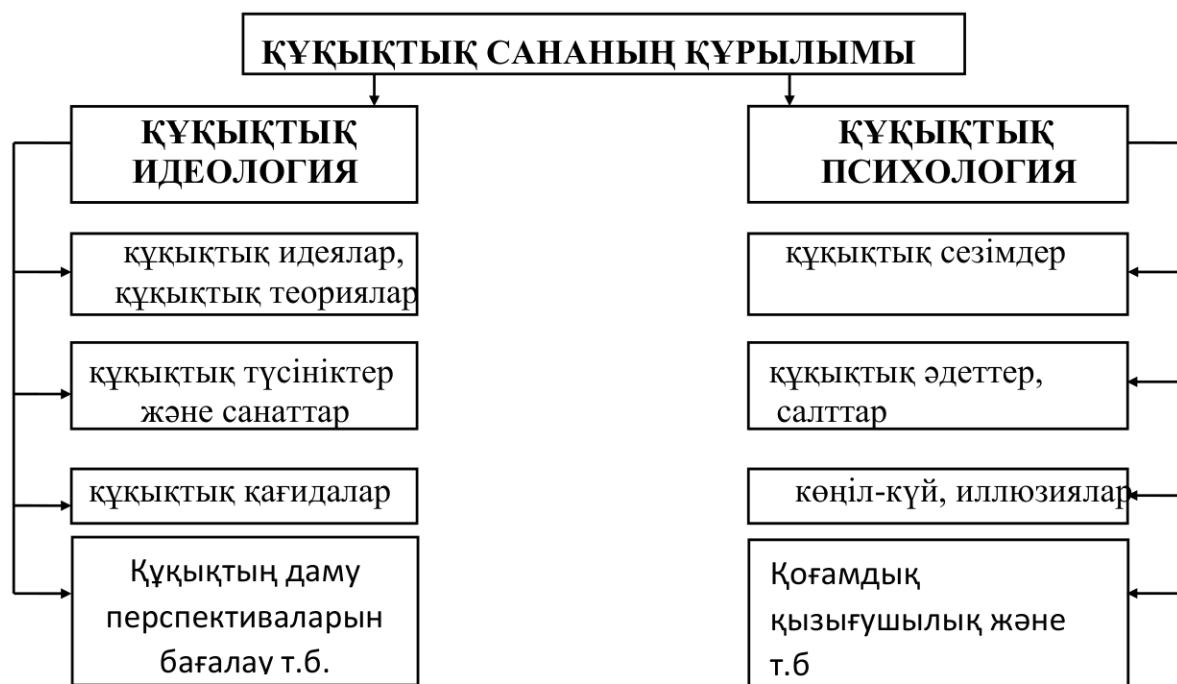 ҚҰҚЫҚТЫҚ САНАНЫҢ ҚҰРЫЛЫМЫ
ҚҰҚЫҚТЫҚ
ИДЕОЛОГИЯ
құқықтық идеялар,
құқықтық теориялар
құқықтық түсініктер
және санаттар
құқықтық қағидалар
Құқықтың даму
перспективаларын
бағалау т.б.
ҚҰҚЫҚТЫҚ
ПСИХОЛОГИЯ
құқықтық сезімдер
құқықтық әдеттер,
салттар
көңіл-күй, иллюзиялар
Қоғамдық
қызығушылық және
т.б